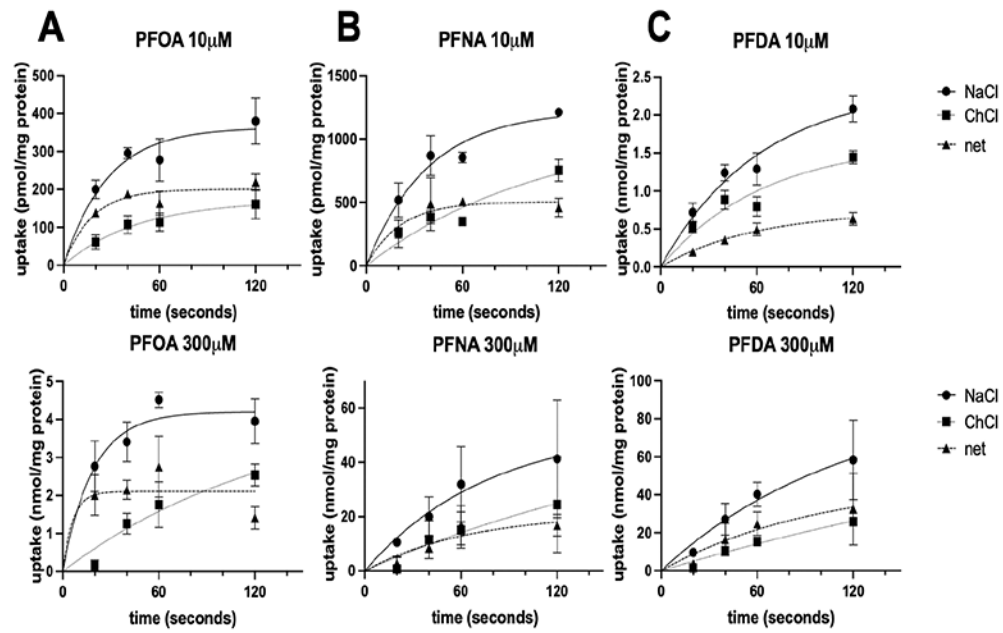 A
B
C
PFOA 10μM
PFNA 10μM
PFDA 10μM
uptake (pmol/mg protein)
500
400
300
200
100
0
0
60
120
time (seconds)
uptake (pmol/mg protein)
1500
1000
500
0
0
60
120
time (seconds)
uptake (nmol/mg protein)
2.5
2.0
1.5
1.0
0.5
0.0
0
60
120
time (seconds)
NaCl
ChCl
net
PFOA 300μM
PFNA 300μM
PFDA 300μM
uptake (nmol/mg protein)
5
4
3
2
1
0
0
60
120
time (seconds)
uptake (nmol/mg protein)
60
40
20
0
0
60
120
time (seconds)
uptake (nmol/mg protein)
100
80
60
40
20
0
0
60
120
time (seconds)
NaCl
ChCl
net